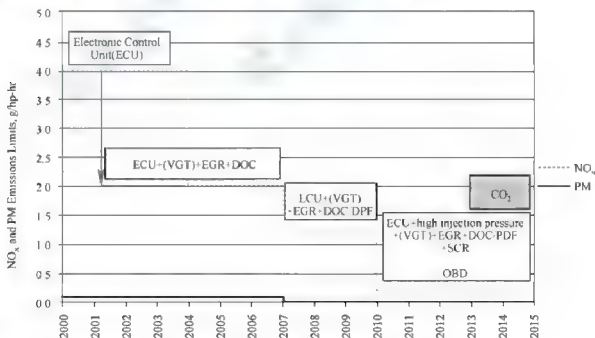 NOx and PM Emissions Limits, g/hp-hr
5 0
4 5
4 0
3 5
3 0
2.5
2 0
1 5
1 0
0 5
0 0
Electronic Control
Unit(ECU)
ECU+(VGT)+EGR+DOC
LCU+(VGT)
+EGR+DOC DPF
CO2
ECU+high injection pressure
+(VGT)+EGR+DOC/PDF
+SCR
OBD
NOx
PM
2000
2001
2002
2003
2004
2005
2006
2007
2008
2009
2010
2011
2012
2013
2014
2015